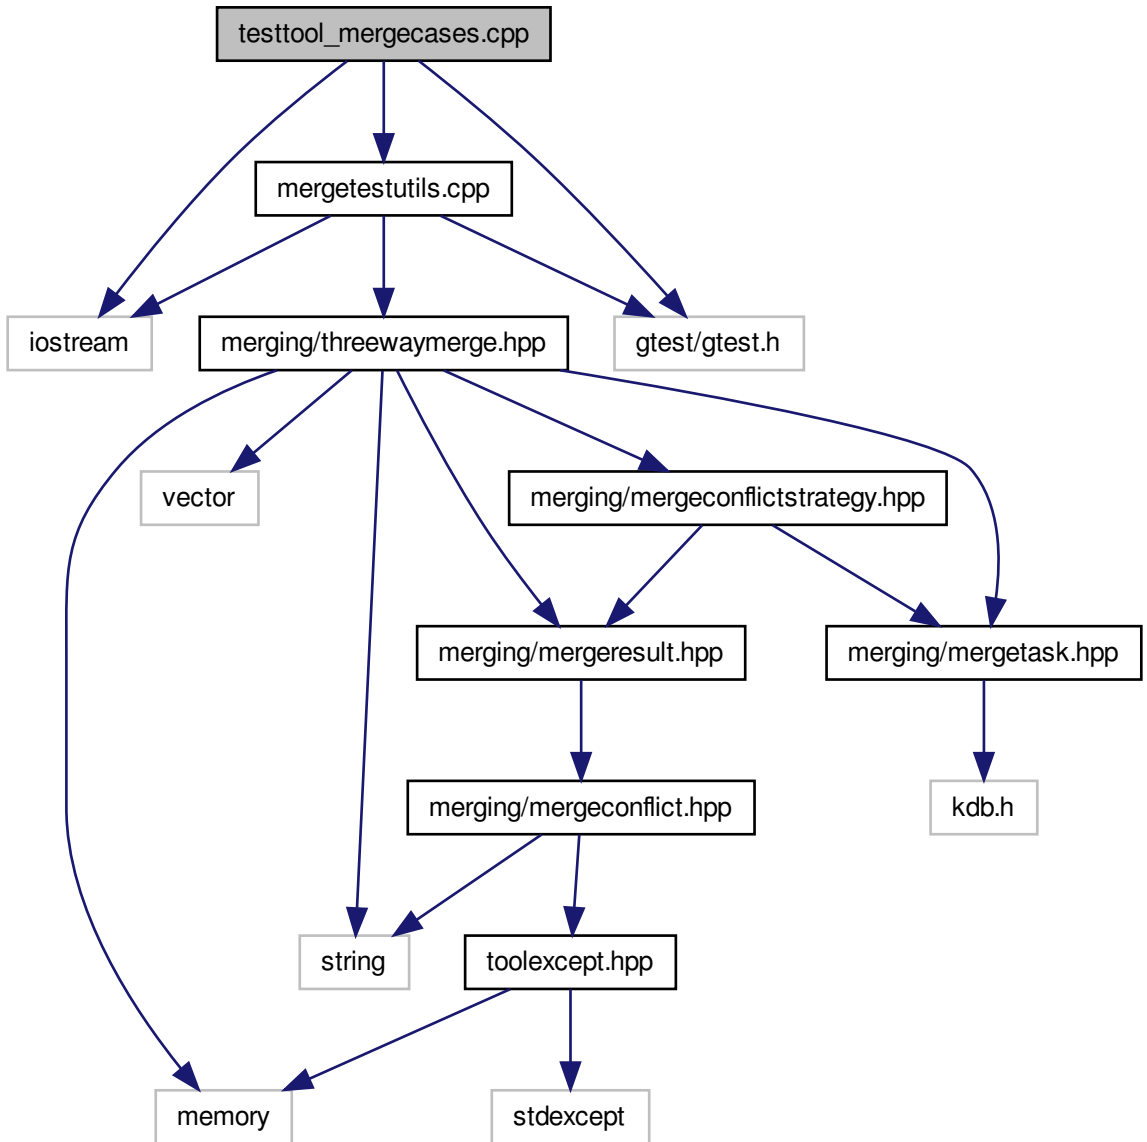 testtool_mergecases.cpp
mergetestutils.cpp
iostream
merging/threewaymerge.hpp
gtest/gtest.h
vector
merging/mergeconflictstrategy.hpp
merging/mergeresult.hpp
merging/mergetask.hpp
merging/mergeconflict.hpp
kdb.h
string
toolexcept.hpp
memory
stdexcept